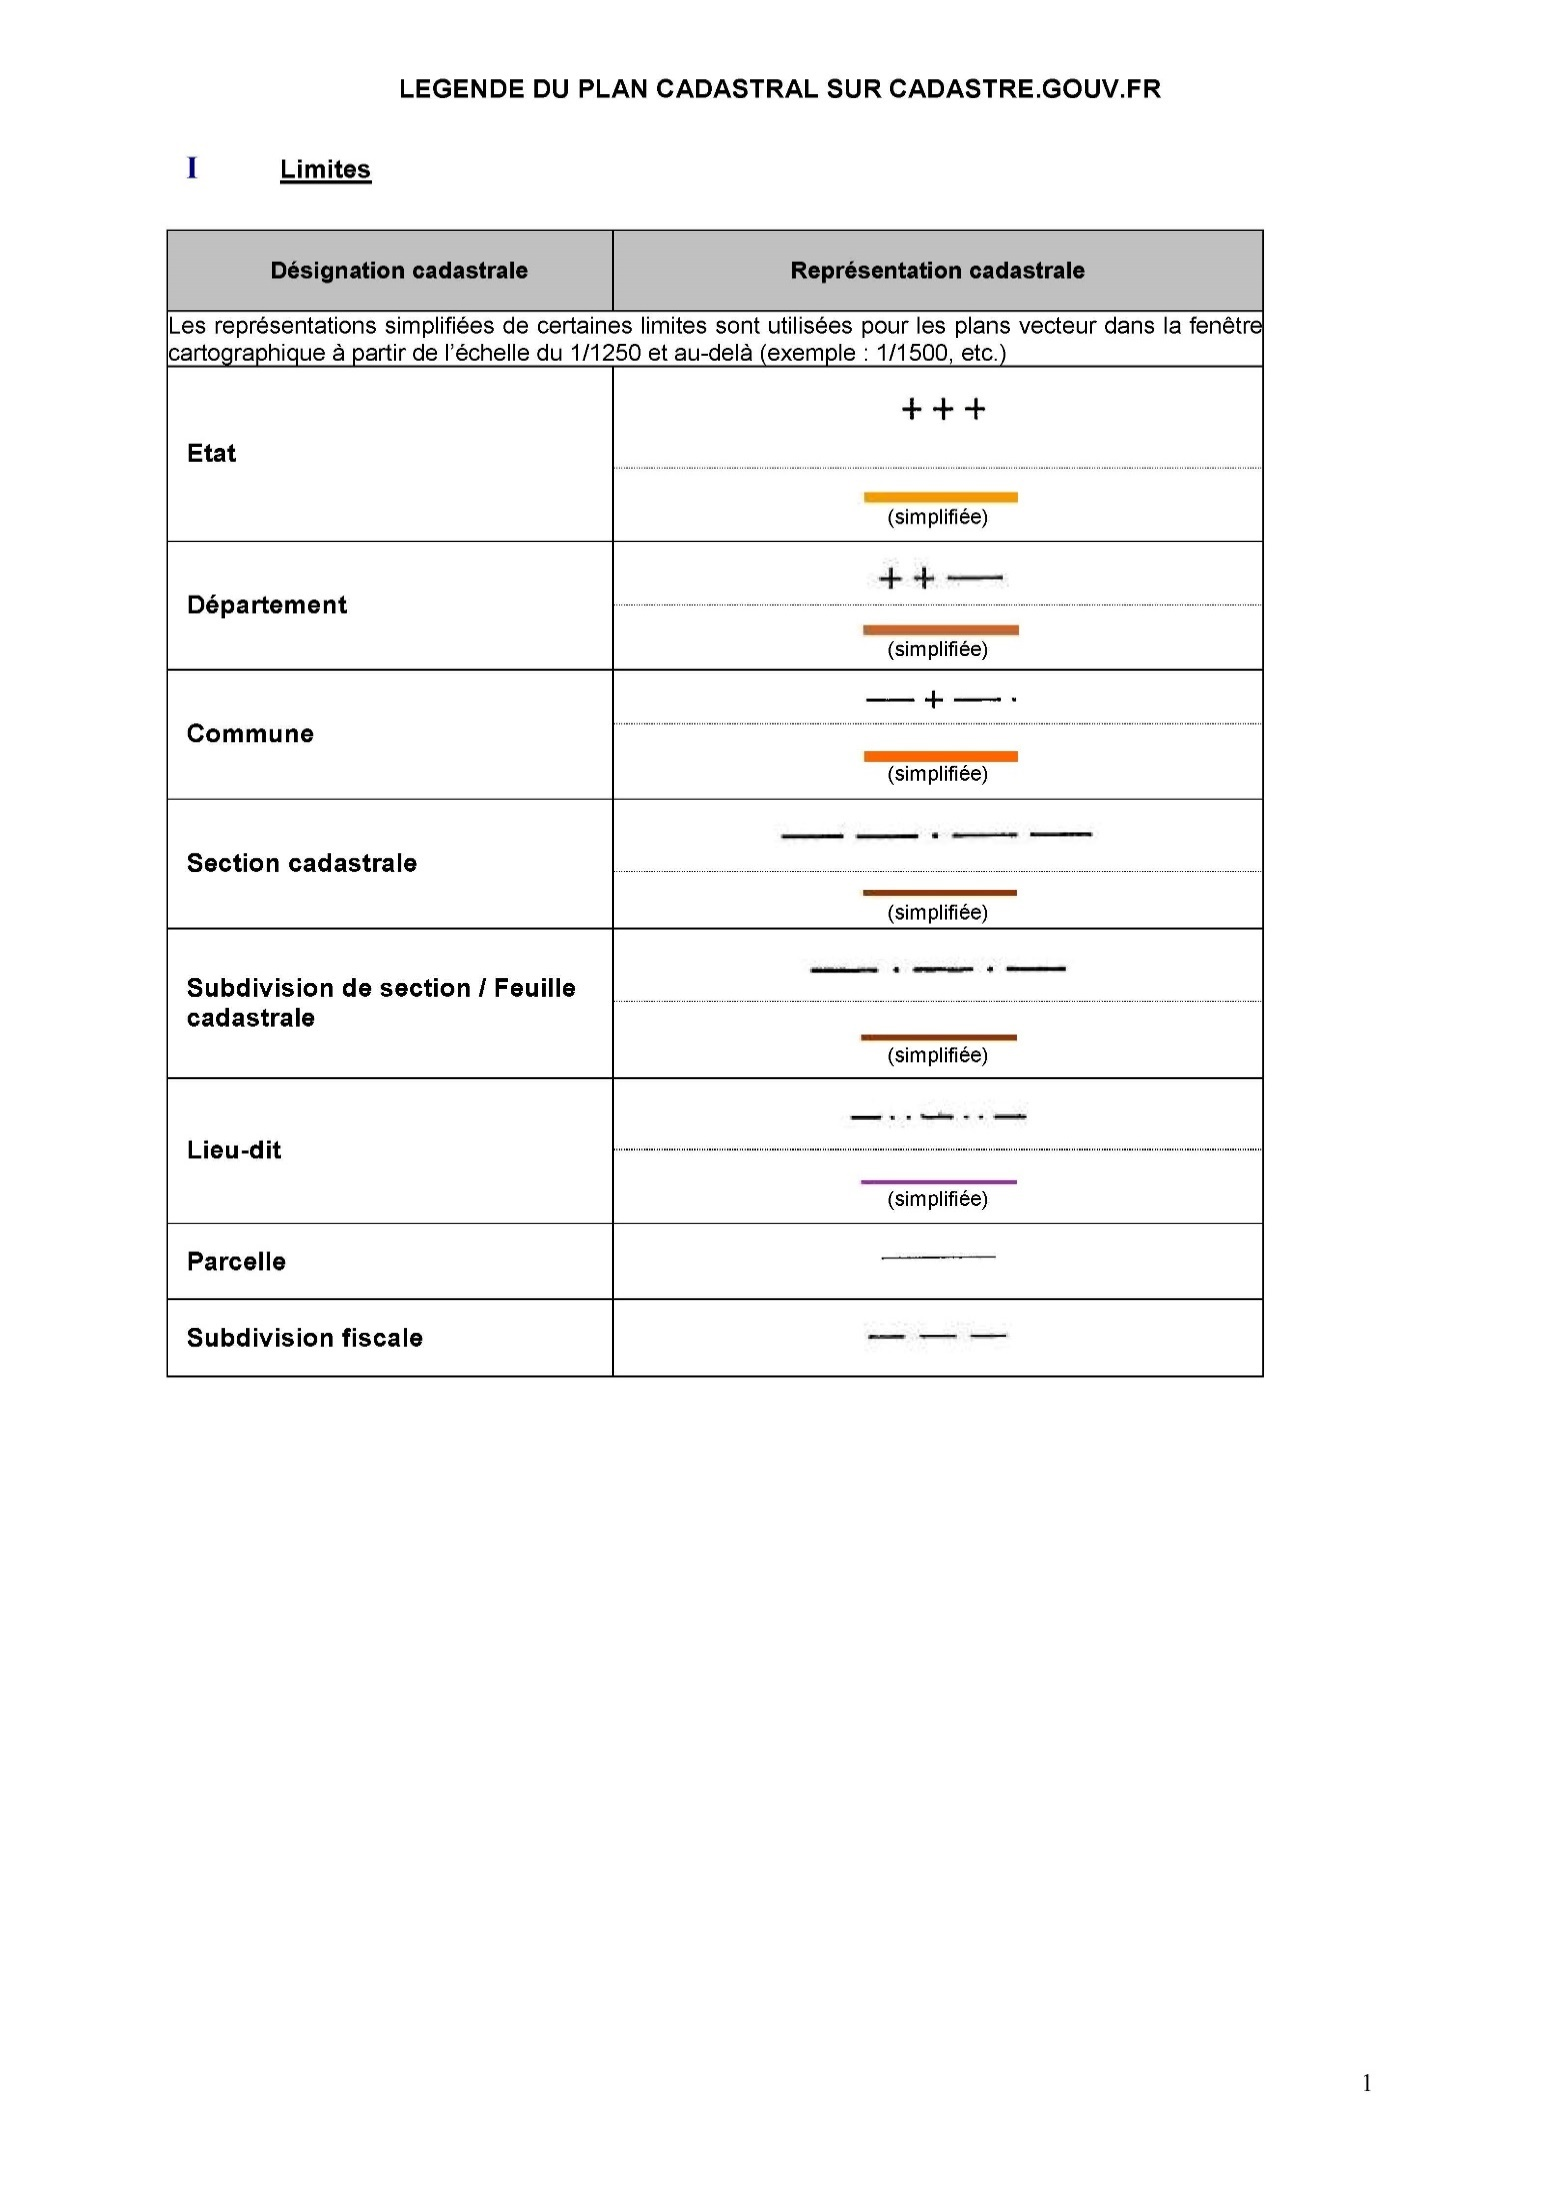 LEGENDE DU PLAN CADASTRAL SUR CADASTRE.GOUV.FR
I Limites
Désignation cadastrale Représentation cadastrale
Les représentations simplifiées de certaines limites sont utilisées pour les plans vecteur dans la fenêtre
cartographique à partir de l'échelle du 1/1250 et au-delà (exemple : 1/1500, etc.)
Etat
(simplifiée)
Département
(simplifiée)
Commune
(simplifiée)
Section cadastrale
(simplifiée)
Subdivision de section / Feuille
cadastrale
(simplifiée)
Lieu-dit
(simplifiée)
Parcelle
Subdivision fiscale
1